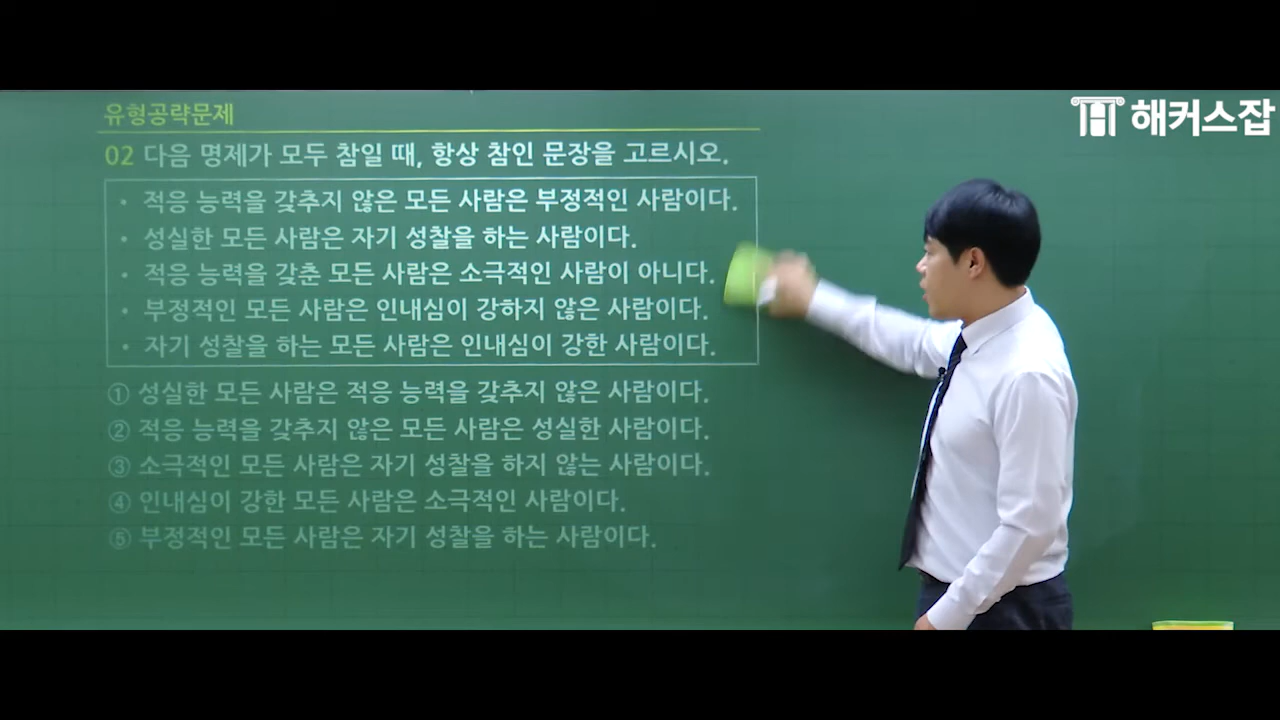 유형공략문제
해커스잡
02 다음 명제가 모두 참일 때, 항상 참인 문장을 고르시오.
• 적응 능력을 갖추지 않은 모든 사람은 부정적인 사람이다.
• 성실한 모든 사람은 자기 성찰을 하는 사람이다.
• 적응 능력을 갖춘 모든 사람은 소극적인 사람이 아니다.
• 부정적인 모든 사람은 인내심이 강하지 않은 사람이다.
• 자기 성찰을 하는 모든 사람은 인내심이 강한 사람이다.
① 성실한 모든 사람은 적응 능력을 갖추지 않은 사람이다.
② 적응 능력을 갖추지 않은 모든 사람은 성실한 사람이다.
③ 소극적인 모든 사람은 자기 성찰을 하지 않는 사람이다.
④ 인내심이 강한 모든 사람은 소극적인 사람이다.
⑤ 부정적인 모든 사람은 자기 성찰을 하는 사람이다.